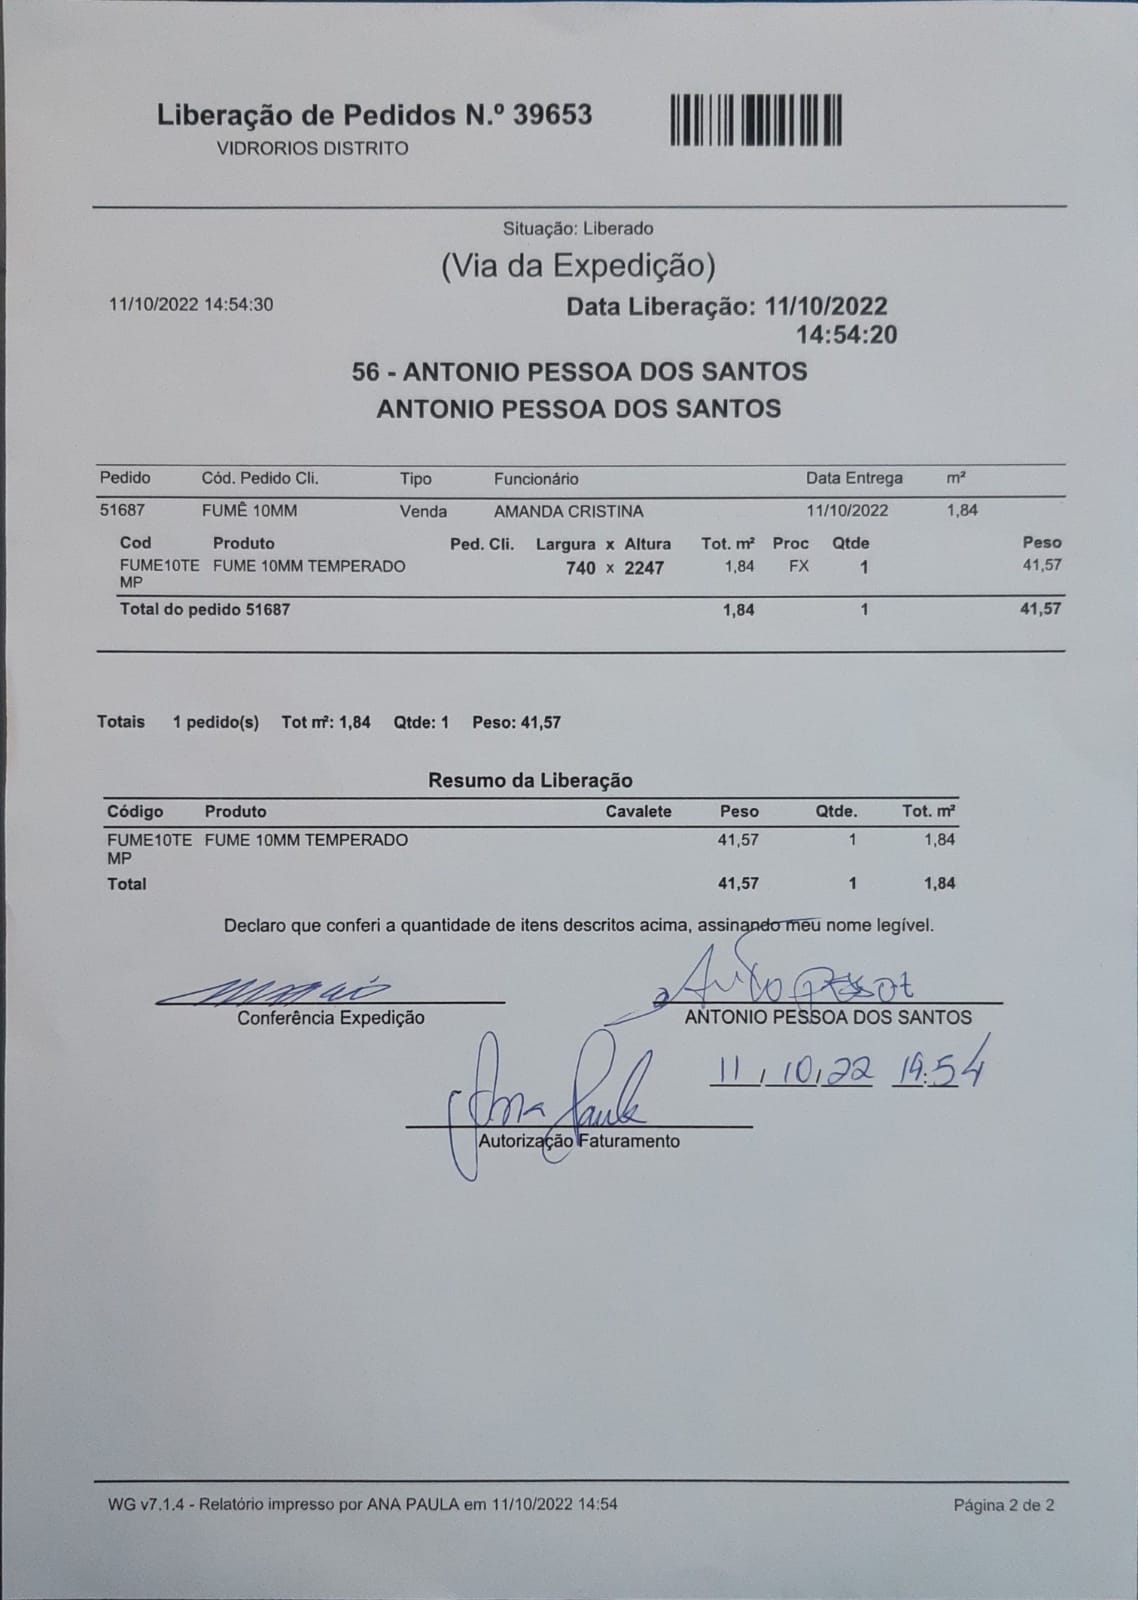 Liberação de Pedidos N.º 39653
VIDRORIOS DISTRITO
Situação: Liberado
(Via da Expedição)
11/10/2022 14:54:30
Data Liberação: 11/10/2022
14:54:20
56 - ANTONIO PESSOA DOS SANTOS
ANTONIO PESSOA DOS SANTOS
Pedido Cód. Pedido Cli. Tipo Funcionário Data Entrega m²
51687 FUMÊ 10MM Venda AMANDA CRISTINA 11/10/2022 1,84
Cod Produto Ped. Cli. Largura x Altura Tot. m² Proc Qtde Peso
FUME10TE FUME 10MM TEMPERADO 740 x 2247 1,84 FX 1 41,57
MP
Total do pedido 51687 1,84 1 41,57
Totais 1 pedido(s) Tot m²: 1,84 Qtde: 1 Peso: 41,57
Resumo da Liberação
Código Produto Cavalete Peso Qtde. Tot. m²
FUME10TE FUME 10MM TEMPERADO 41,57 1 1,84
MP
Total 41,57 1 1,84
Declaro que conferi a quantidade de itens descritos acima, assinando meu nome legível.
Conferência Expedição
ANTONIO PESSOA DOS SANTOS
11, 10, 22 14:54
Ana Paula
Autorização Faturamento
WG v7.1.4 - Relatório impresso por ANA PAULA em 11/10/2022 14:54
Página 2 de 2